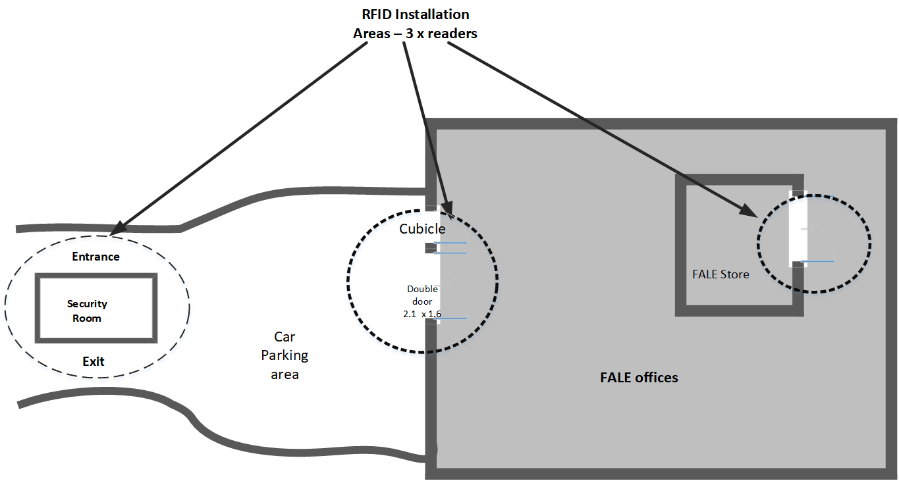 RFID Installation
Areas – 3 x readers
Cubicle
Entrance
Security
Room
Exit
Double
door
2.1 x 1.6
Car
Parking
area
FALE Store
FALE offices